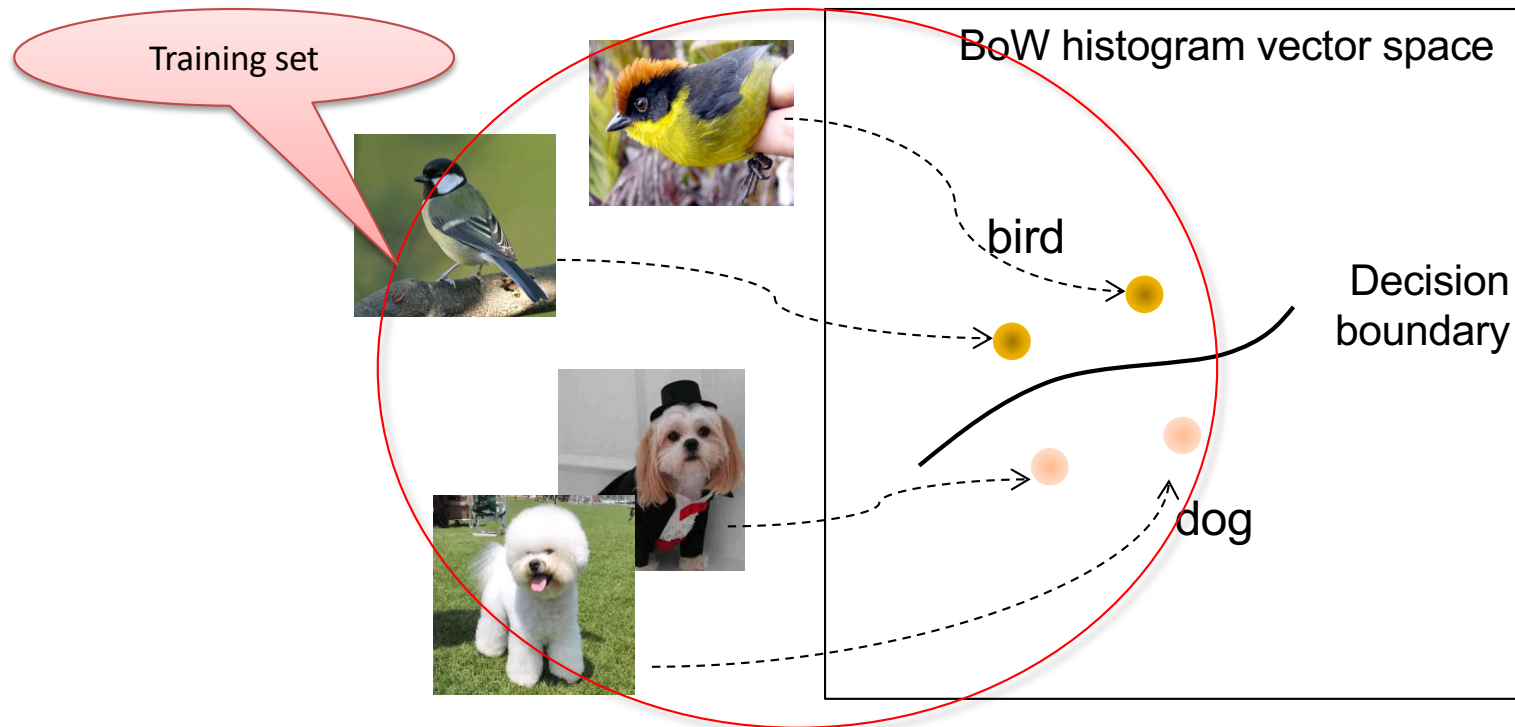 Training set
BoW histogram vector space
bird
Decision
boundary
dog